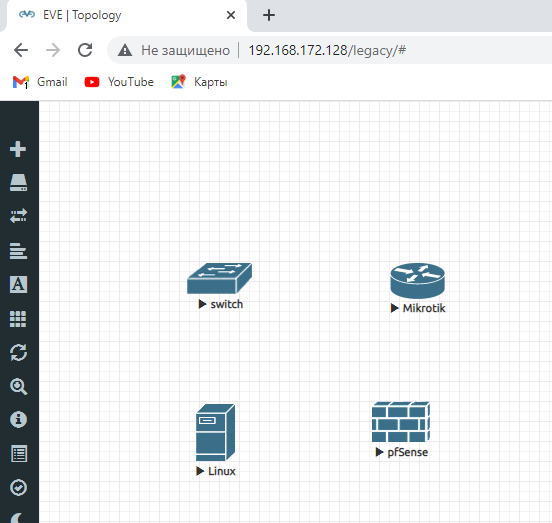 EVE | Topology
Не защищено | 192.168.172.128/legacy/#
Gmail YouTube Карты
switch
Mikrotik
Linux
pfSense